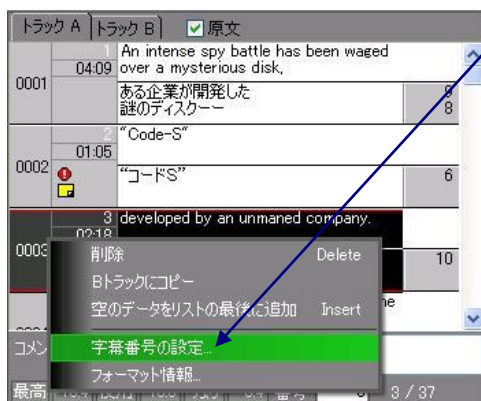 トラック A トラック B 原文
0001
1
04:09
An intense spy battle has been waged
over a mysterious disk,
ある企業が開発した
謎のディスクーー
9
8
0002
2
01:05
“Code-S”
“コードS”
6
0003
3
02:18
developed by an unmaned company.
10
削除 Delete
Bトラックにコピー
空のデータをリストの最後に追加 Insert
字幕番号の設定...
フォーマット情報...
コメン
最高
3 / 37